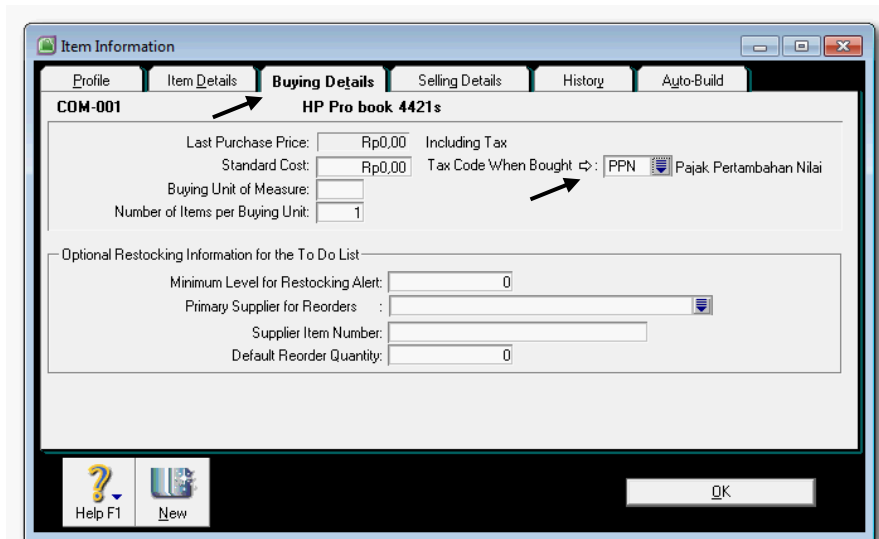 Item Information
Profile Item Details Buying Details Selling Details History Auto-Build
COM-001 HP Pro book 4421s
Last Purchase Price: Rp0,00 Including Tax
Standard Cost: Rp0,00 Tax Code When Bought ⇨: PPN Pajak Pertambahan Nilai
Buying Unit of Measure:
Number of Items per Buying Unit: 1
Optional Restocking Information for the To Do List
Minimum Level for Restocking Alert: 0
Primary Supplier for Reorders :
Supplier Item Number:
Default Reorder Quantity: 0
Help F1 New OK